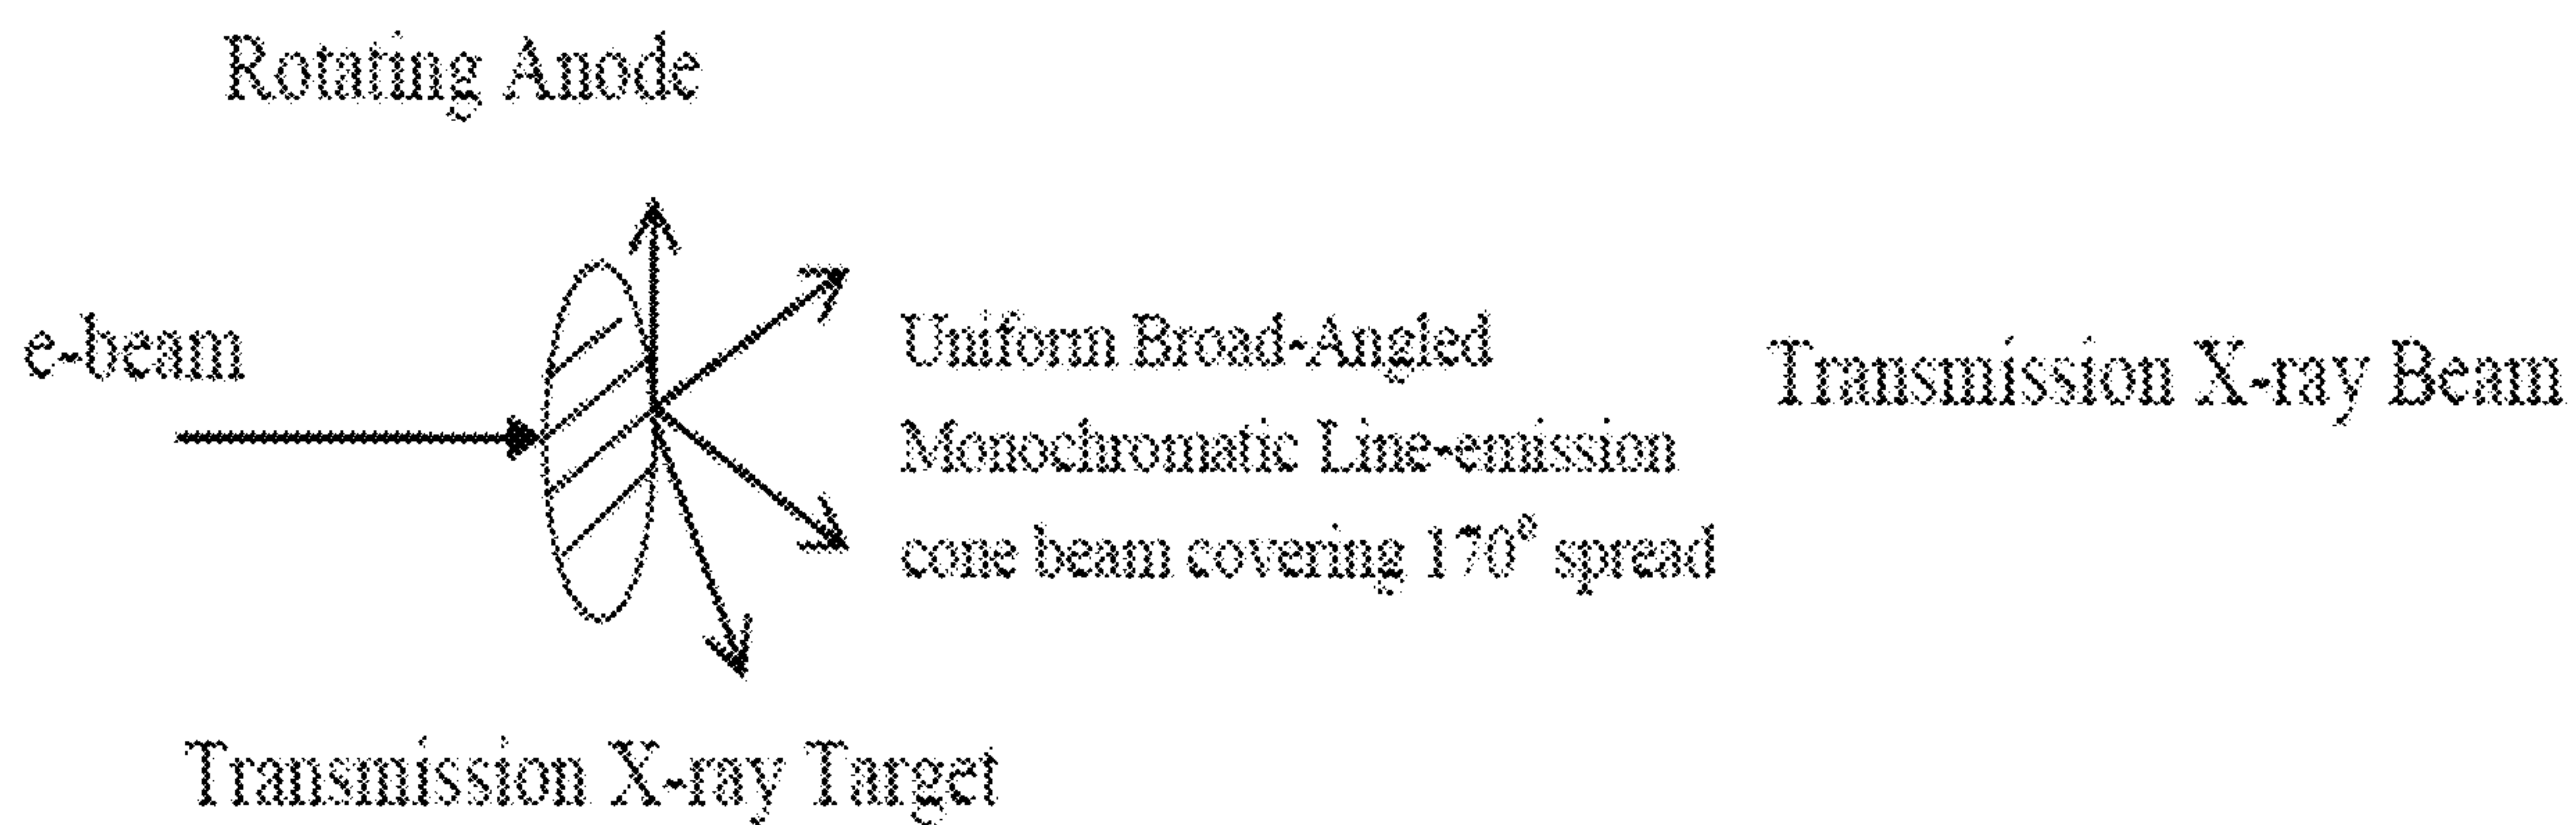 Rotating Anode
e-beam
Uniform Broad-Angled
Monochromatic Line-emission
cone beam covering 170⁰ spread
Transmission X-ray Beam
Transmission X-ray Target